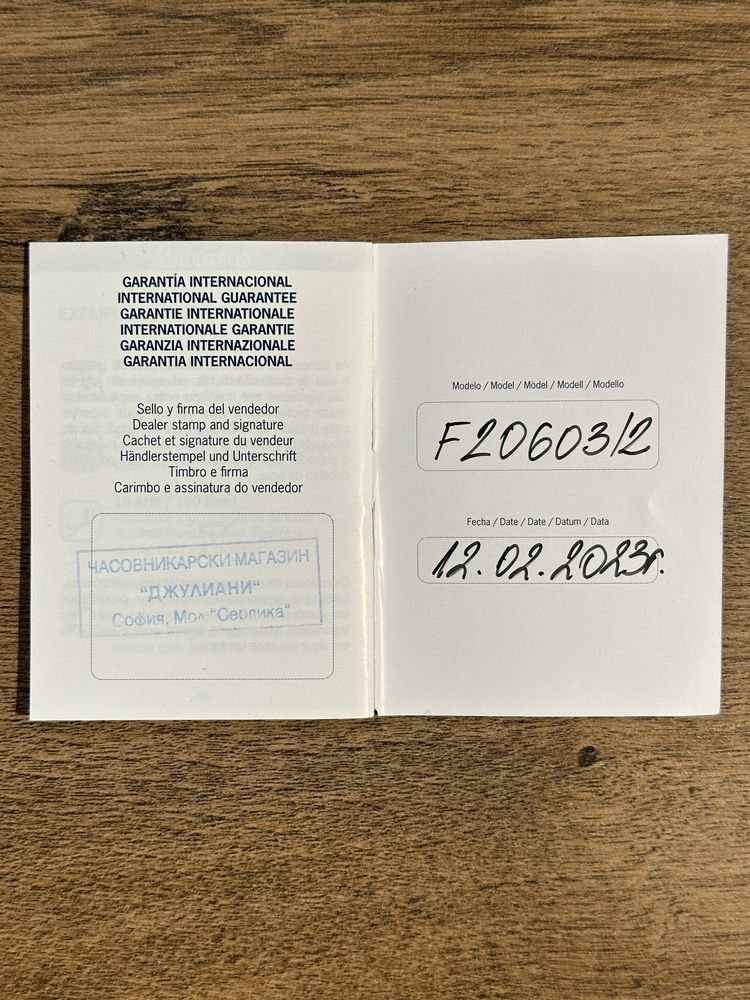 GARANTÍA INTERNACIONAL
INTERNATIONAL GUARANTEE
GARANTIE INTERNATIONALE
INTERNATIONALE GARANTIE
GARANZIA INTERNAZIONALE
GARANTIA INTERNACIONAL
Sello y firma del vendedor
Dealer stamp and signature
Cachet et signature du vendeur
Händlerstempel und Unterschrift
Timbro e firma
Carimbo e assinatura do vendedor
ЧАСОВНИКАРСКИ МАГАЗИН
"ДЖУЛИАНИ"
София, Мол "Сердика"
Modelo / Model / Mòdel / Modell / Modello
F20603/2
Fecha / Date / Date / Datum / Data
12.02.2023г.